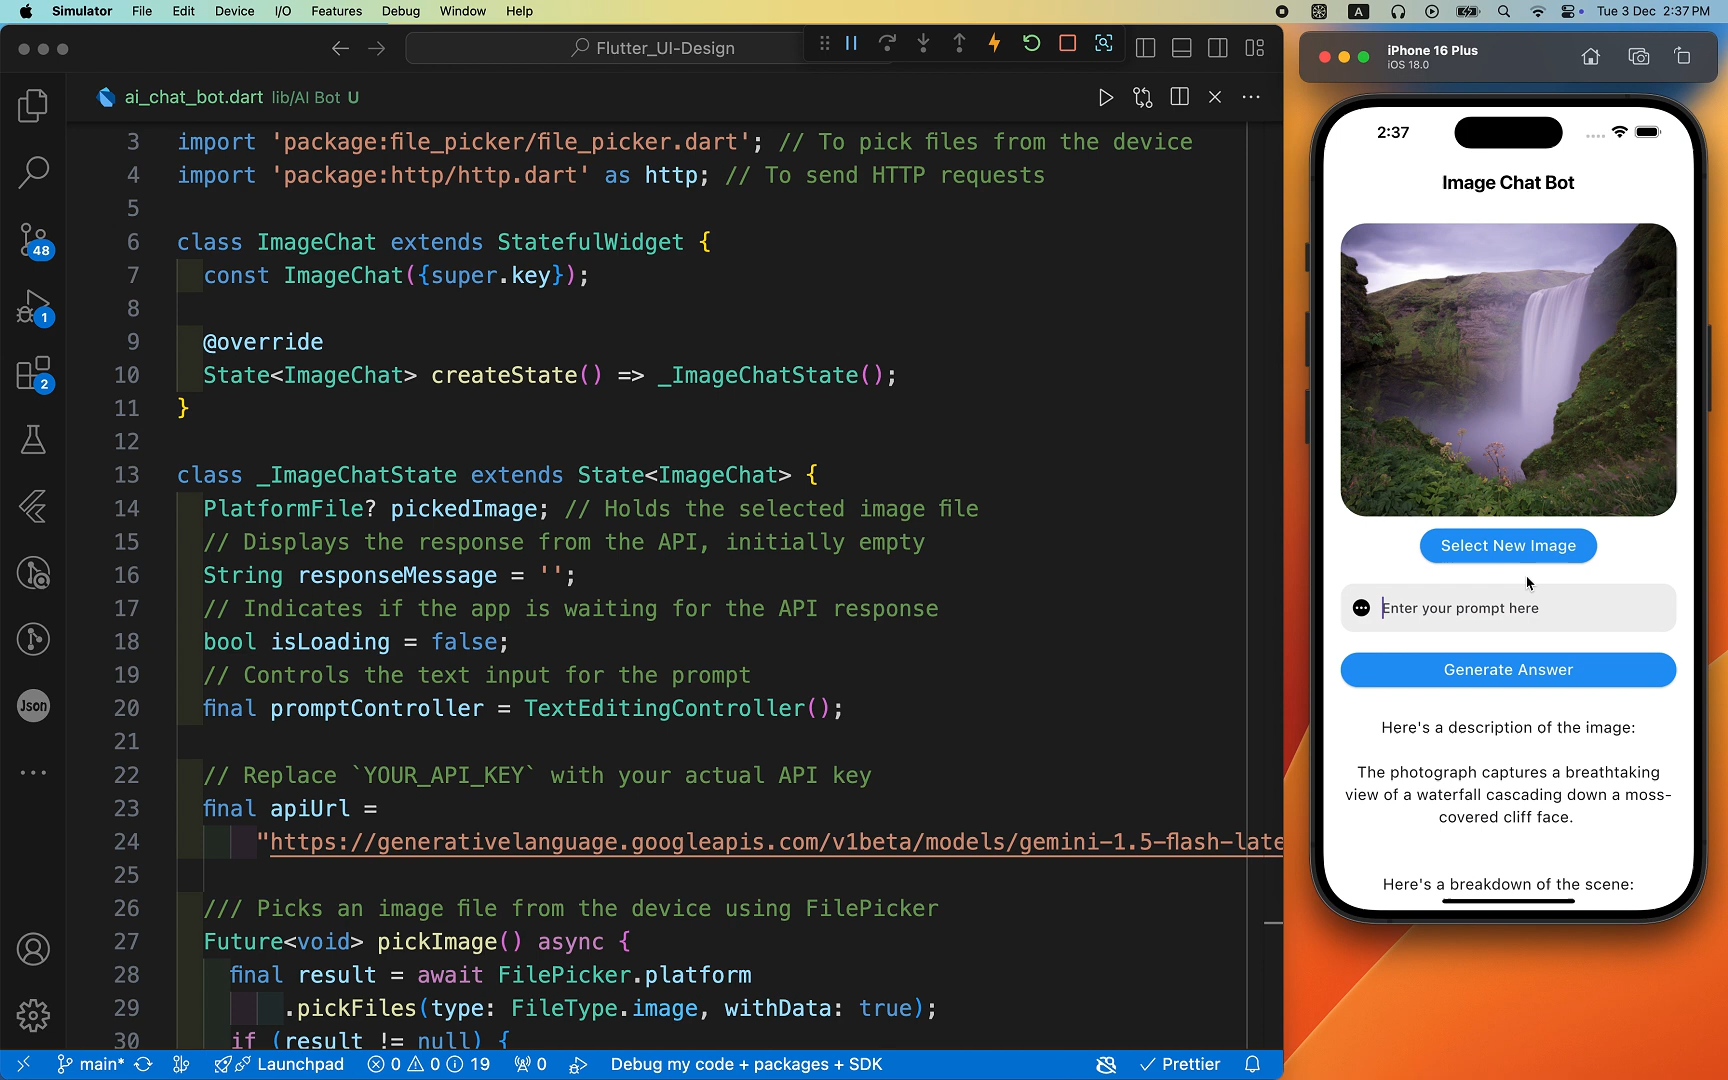 Simulator File Edit Device I/O Features Debug Window Help
A Tue 3 Dec 2:37 PM
Flutter_UI-Design
ai_chat_bot.dart lib/AI Bot U
3 import 'package:file_picker/file_picker.dart'; // To pick files from the device
4 import 'package:http/http.dart' as http; // To send HTTP requests
5
6 class ImageChat extends StatefulWidget {
7 const ImageChat({super.key});
8
9 @override
10 State<ImageChat> createState() => _ImageChatState();
11 }
12
13 class _ImageChatState extends State<ImageChat> {
14 PlatformFile? pickedImage; // Holds the selected image file
15 // Displays the response from the API, initially empty
16 String responseMessage = '';
17 // Indicates if the app is waiting for the API response
18 bool isLoading = false;
19 // Controls the text input for the prompt
20 final promptController = TextEditingController();
21
22 // Replace `YOUR_API_KEY` with your actual API key
23 final apiUrl =
24 "https://generativelanguage.googleapis.com/v1beta/models/gemini-1.5-flash-late
25
26 /// Picks an image file from the device using FilePicker
27 Future<void> pickImage() async {
28 final result = await FilePicker.platform
29 .pickFiles(type: FileType.image, withData: true);
30 if (result != null) {
48
1
2
Json
main* Launchpad 0 0 19 0 Debug my code + packages + SDK Prettier
iPhone 16 Plus
iOS 18.0
2:37
Image Chat Bot
Select New Image
Enter your prompt here
Generate Answer
Here's a description of the image:
The photograph captures a breathtaking
view of a waterfall cascading down a moss-
covered cliff face.
Here's a breakdown of the scene: